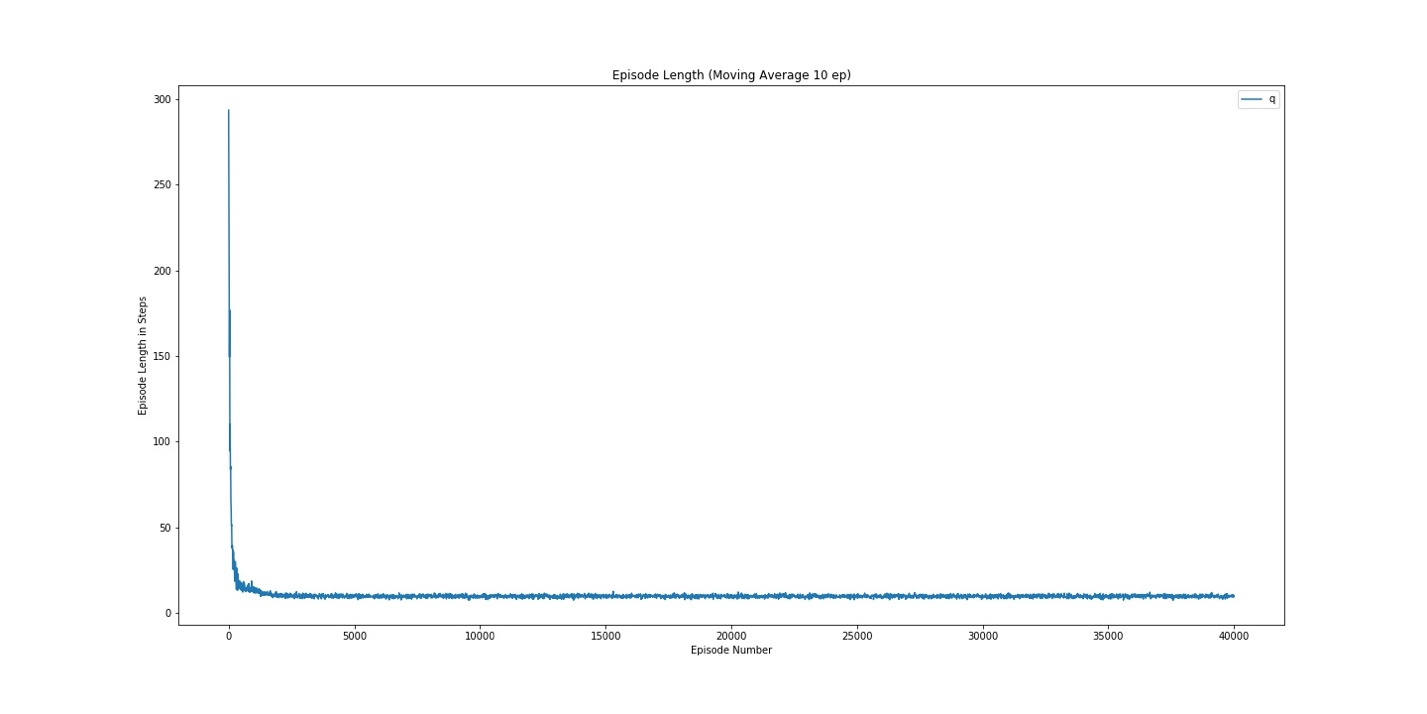 Episode Length (Moving Average 10 ep)
q
300
250
200
150
100
50
0
Episode Length in Steps
0 5000 10000 15000 20000 25000 30000 35000 40000
Episode Number